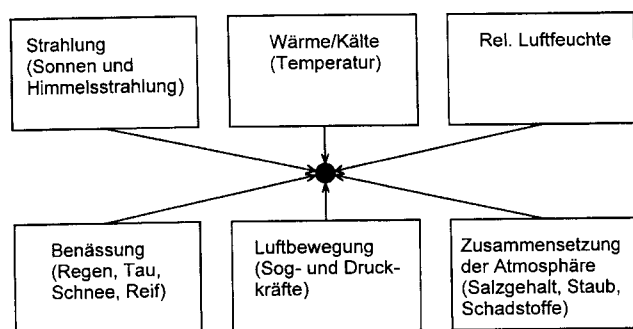 Strahlung
(Sonnen und
Himmelsstrahlung)
Wärme/Kälte
(Temperatur)
Rel. Luftfeuchte
Benässung
(Regen, Tau,
Schnee, Reif)
Luftbewegung
(Sog- und Druck-
kräfte)
Zusammensetzung
der Atmosphäre
(Salzgehalt, Staub,
Schadstoffe)